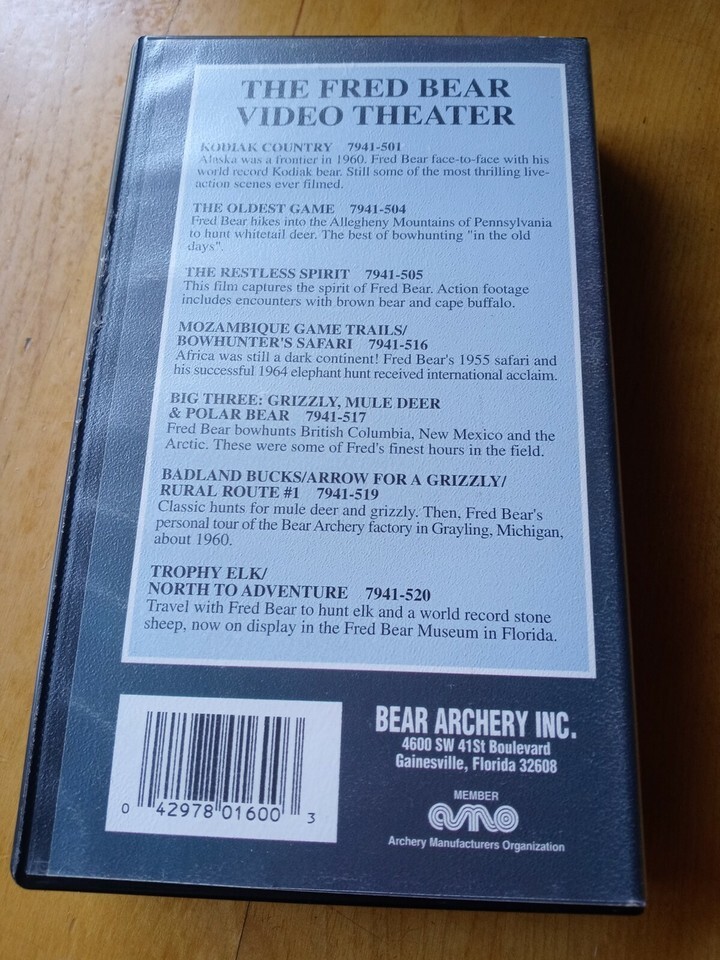 THE FRED BEAR
VIDEO THEATER
KODIAK COUNTRY 7941-501
Alaska was a frontier in 1960. Fred Bear face-to-face with his
world record Kodiak bear. Still some of the most thrilling live-
action scenes ever filmed.
THE OLDEST GAME 7941-504
Fred Bear hikes into the Allegheny Mountains of Pennsylvania
to hunt whitetail deer. The best of bowhunting "in the old
days".
THE RESTLESS SPIRIT 7941-505
This film captures the spirit of Fred Bear. Action footage
includes encounters with brown bear and cape buffalo.
MOZAMBIQUE GAME TRAILS/
BOWHUNTER'S SAFARI 7941-516
Africa was still a dark continent! Fred Bear's 1955 safari and
his successful 1964 elephant hunt received international acclaim.
BIG THREE: GRIZZLY, MULE DEER
& POLAR BEAR 7941-517
Fred Bear bowhunts British Columbia, New Mexico and the
Arctic. These were some of Fred's finest hours in the field.
BADLAND BUCKS/ARROW FOR A GRIZZLY/
RURAL ROUTE #1 7941-519
Classic hunts for mule deer and grizzly. Then, Fred Bear's
personal tour of the Bear Archery factory in Grayling, Michigan,
about 1960.
TROPHY ELK/
NORTH TO ADVENTURE 7941-520
Travel with Fred Bear to hunt elk and a world record stone
sheep, now on display in the Fred Bear Museum in Florida.
0 42978 01600 3
BEAR ARCHERY INC.
4600 SW 41St Boulevard
Gainesville, Florida 32608
MEMBER
amo
Archery Manufacturers Organization